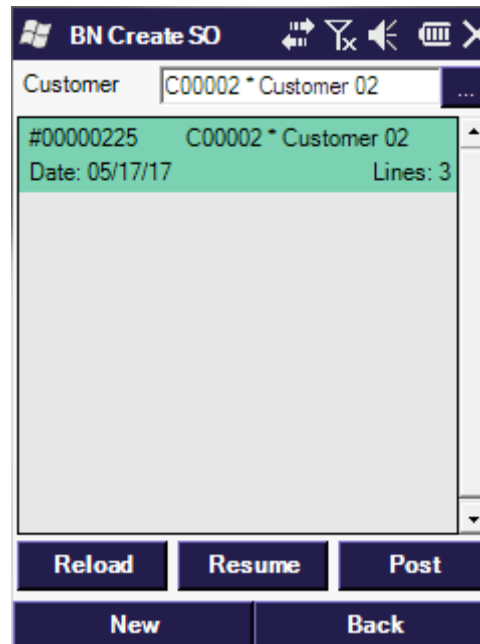 BN Create SO
Customer C00002 * Customer 02 ...
#00000225 C00002 * Customer 02
Date: 05/17/17 Lines: 3
Reload Resume Post
New Back